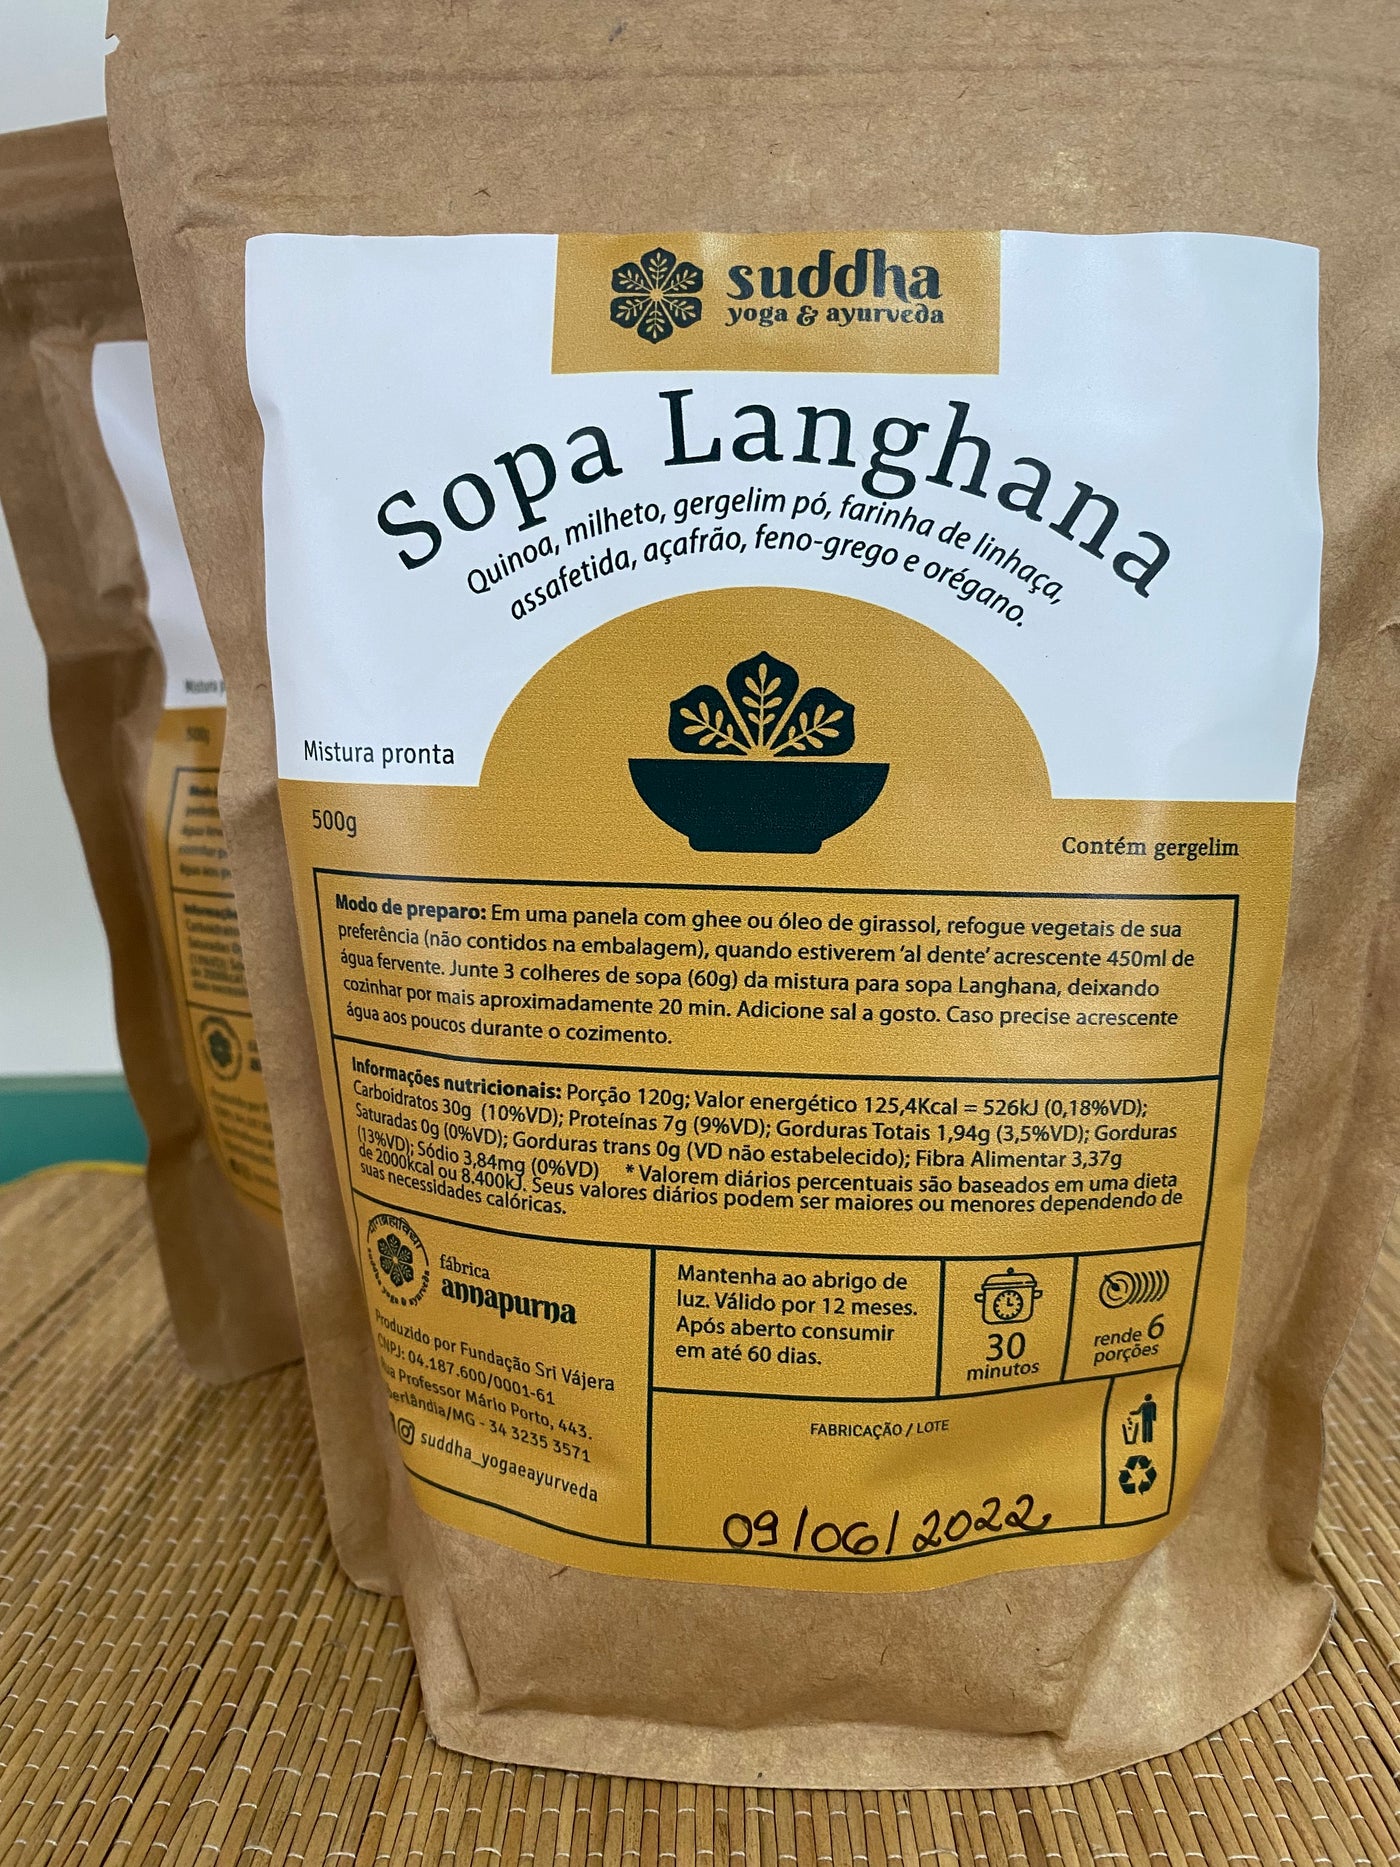 suddha
yoga & ayurveda
Sopa Langhana
Quinoa, milheto, gergelim pó, farinha de linhaça,
assafetida, açafrão, feno-grego e orégano.
Mistura pronta
500g
Contém gergelim
Modo de preparo: Em uma panela com ghee ou óleo de girassol, refogue vegetais de sua
preferência (não contidos na embalagem), quando estiverem 'al dente' acrescente 450ml de
água fervente. Junte 3 colheres de sopa (60g) da mistura para sopa Langhana, deixando
cozinhar por mais aproximadamente 20 min. Adicione sal a gosto. Caso precise acrescente
água aos poucos durante o cozimento.
Informações nutricionais: Porção 120g; Valor energético 125,4Kcal = 526kJ (0,18%VD);
Carboidratos 30g (10%VD); Proteínas 7g (9%VD); Gorduras Totais 1,94g (3,5%VD); Gorduras
Saturadas 0g (0%VD); Gorduras trans 0g (VD não estabelecido); Fibra Alimentar 3,37g
(13%VD); Sódio 3,84mg (0%VD) * Valorem diários percentuais são baseados em uma dieta
de 2000kcal ou 8.400kJ. Seus valores diários podem ser maiores ou menores dependendo de
suas necessidades calóricas.
suddha yoga & ayurveda
fábrica
annapurna
Produzido por Fundação Sri Vájera
CNPJ: 04.187.600/0001-61
Professor Mário Porto, 443.
34 3235 3571
suddha_yogaeayurveda
Mantenha ao abrigo de
luz. Válido por 12 meses.
Após aberto consumir
em até 60 dias.
30
minutos
rende 6
porções
FABRICAÇÃO / LOTE
09/06/2022
500g